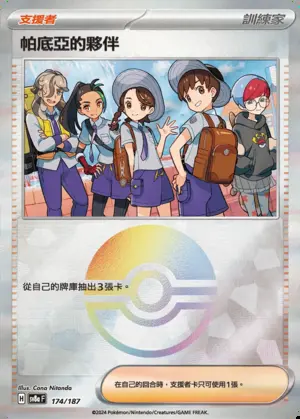 支援者
訓練家
帕底亞的夥伴
從自己的牌庫抽出3張卡。
Illus. Cona Nitanda
H SV8a F 174/187
在自己的回合時,支援者卡只可使用1張。
©2024 Pokémon/Nintendo/Creatures/GAME FREAK.